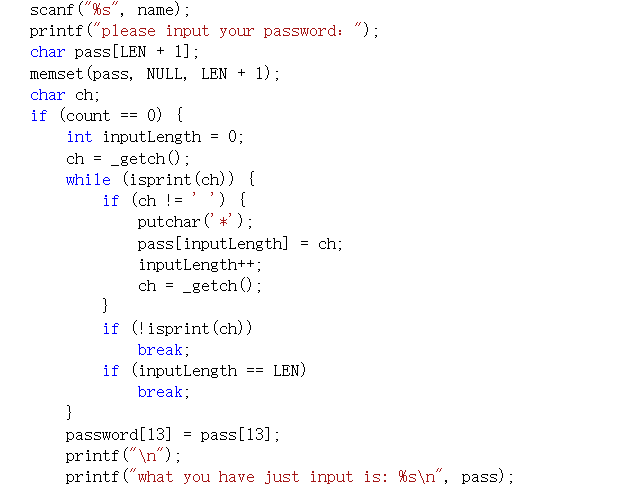 scanf("%s", name);
printf("please input your password：");
char pass[LEN + 1];
memset(pass, NULL, LEN + 1);
char ch;
if (count == 0) {
    int inputLength = 0;
    ch = _getch();
    while (isprint(ch)) {
        if (ch != ' ') {
            putchar('*');
            pass[inputLength] = ch;
            inputLength++;
            ch = _getch();
        }
        if (!isprint(ch))
            break;
        if (inputLength == LEN)
            break;
    }
    password[13] = pass[13];
    printf("\n");
    printf("what you have just input is: %s\n", pass);